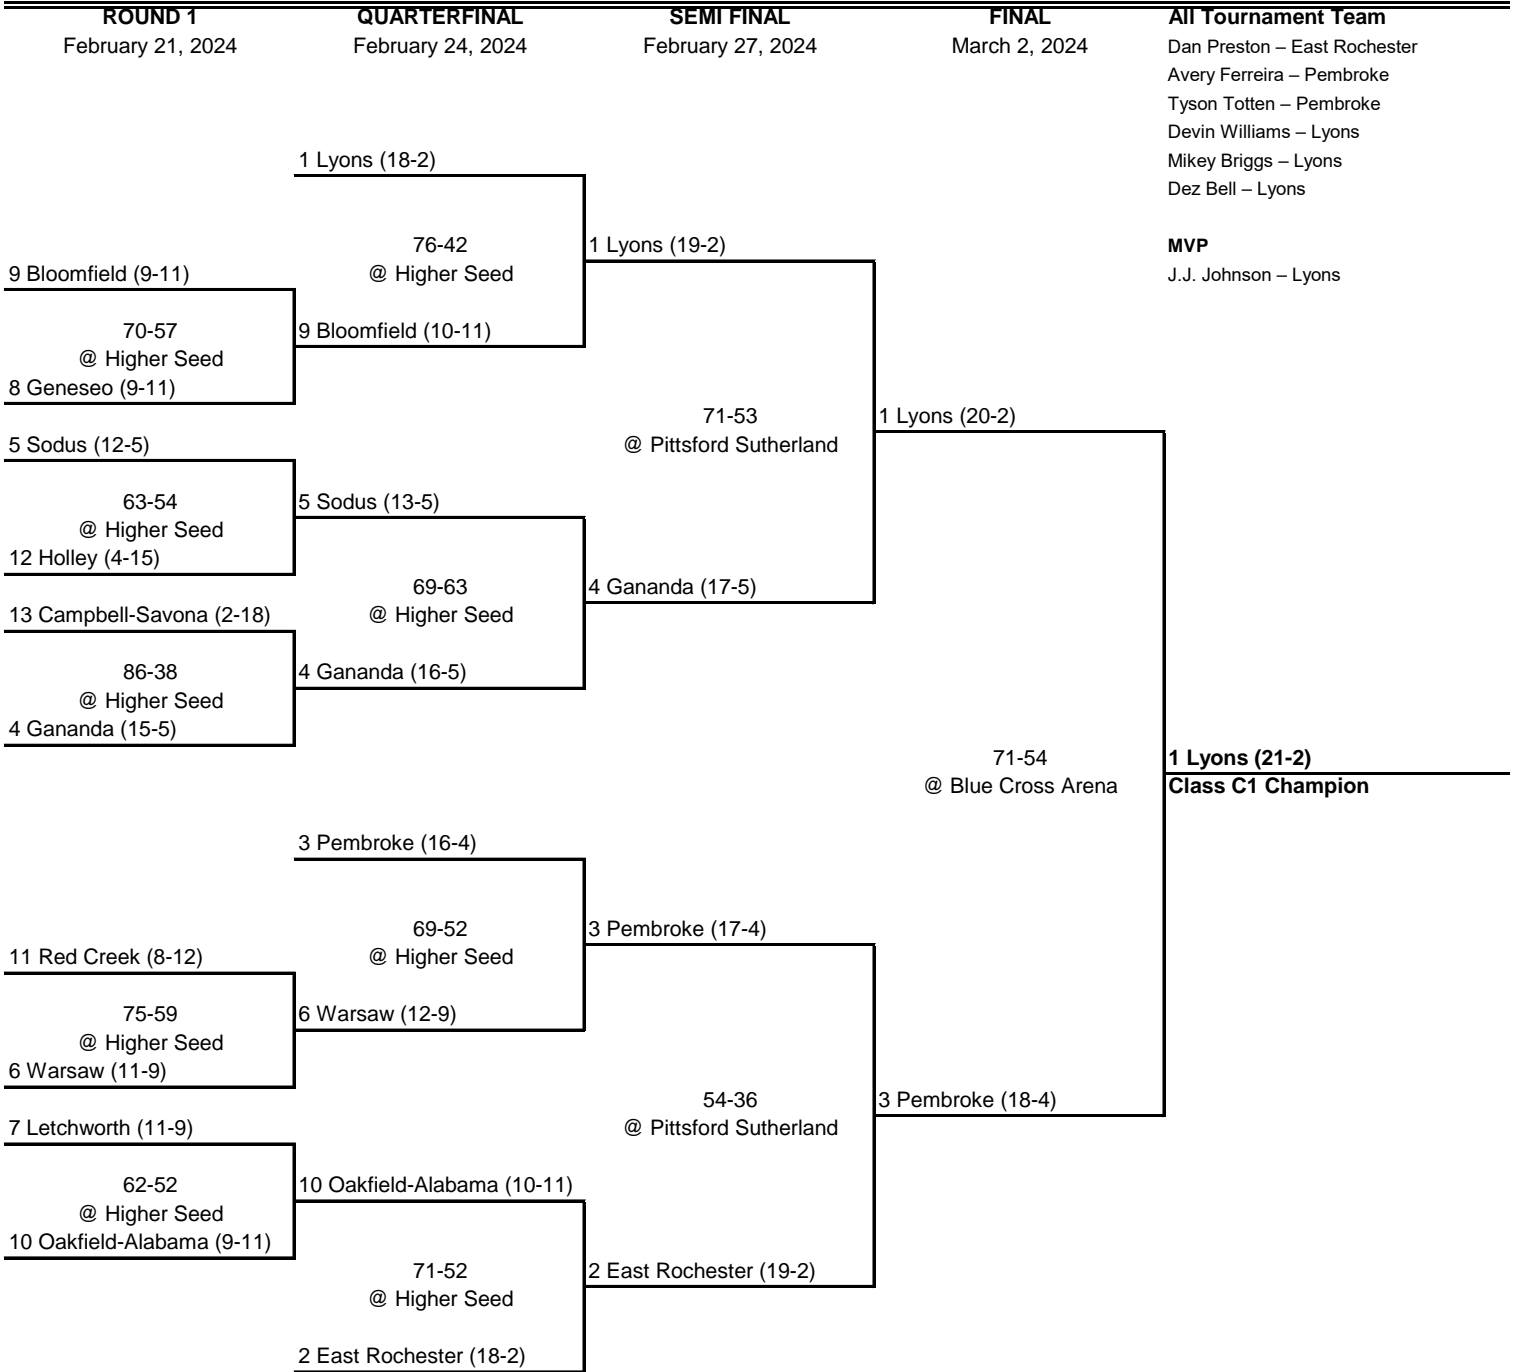 ROUND 1
February 21, 2024
QUARTERFINAL
February 24, 2024
SEMI FINAL
February 27, 2024
FINAL
March 2, 2024
All Tournament Team
Dan Preston – East Rochester
Avery Ferreira – Pembroke
Tyson Totten – Pembroke
Devin Williams – Lyons
Mikey Briggs – Lyons
Dez Bell – Lyons
MVP
J.J. Johnson – Lyons
9 Bloomfield (9-11)
70-57
@ Higher Seed
8 Geneseo (9-11)
5 Sodus (12-5)
63-54
@ Higher Seed
12 Holley (4-15)
13 Campbell-Savona (2-18)
86-38
@ Higher Seed
4 Gananda (15-5)
11 Red Creek (8-12)
75-59
@ Higher Seed
6 Warsaw (11-9)
7 Letchworth (11-9)
62-52
@ Higher Seed
10 Oakfield-Alabama (9-11)
1 Lyons (18-2)
76-42
@ Higher Seed
9 Bloomfield (10-11)
5 Sodus (13-5)
69-63
@ Higher Seed
4 Gananda (16-5)
3 Pembroke (16-4)
69-52
@ Higher Seed
6 Warsaw (12-9)
10 Oakfield-Alabama (10-11)
71-52
@ Higher Seed
2 East Rochester (18-2)
1 Lyons (19-2)
71-53
@ Pittsford Sutherland
4 Gananda (17-5)
3 Pembroke (17-4)
54-36
@ Pittsford Sutherland
2 East Rochester (19-2)
1 Lyons (20-2)
71-54
@ Blue Cross Arena
3 Pembroke (18-4)
1 Lyons (21-2)
Class C1 Champion